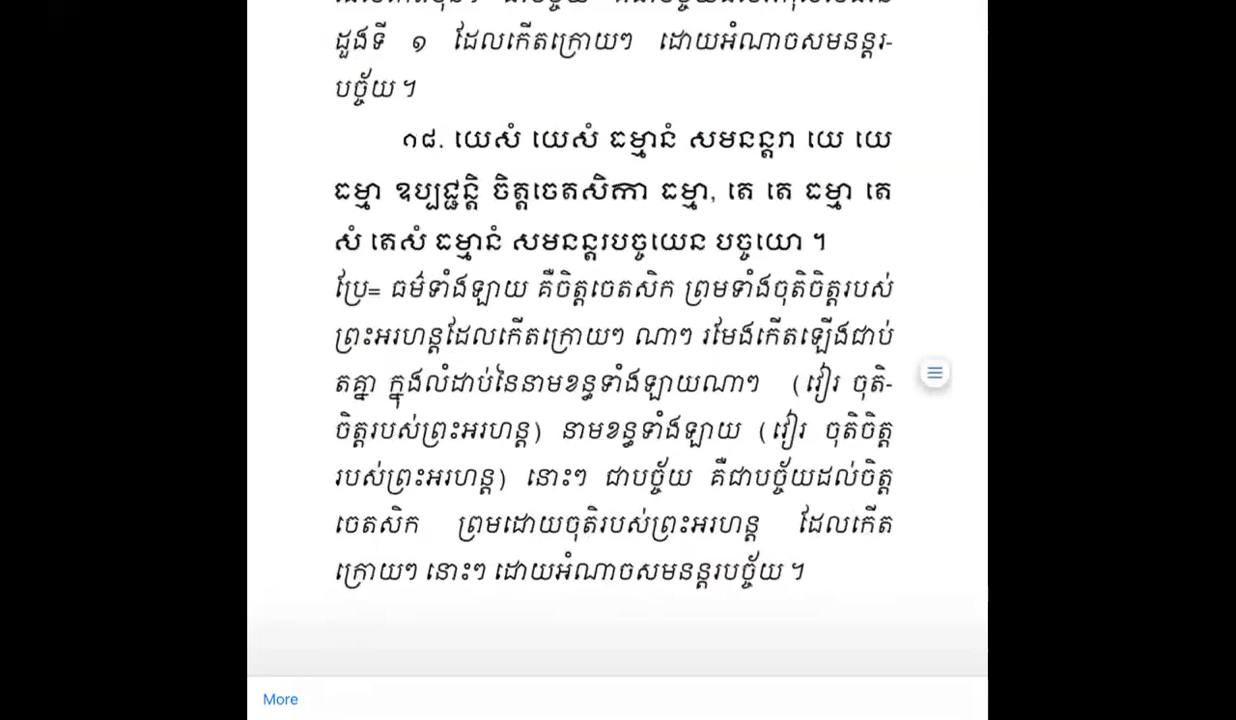 ដួងទី ១ ដែលកើតក្រោយៗ ដោយអំណាចសមនន្តរ-
បច្ច័យ ។
១៨. យេសំ យេសំ ធម្មានំ សមនន្តរា យេ យេ
ធម្មា ឧប្បជ្ជន្តិ ចិត្តចេតសិកា ធម្មា, តេ តេ ធម្មា តេ
សំ តេសំ ធម្មានំ សមនន្តរបច្ចយេន បច្ចយោ ។
ប្រែ= ធម៌ទាំងឡាយ គឺចិត្តចេតសិក ព្រមទាំងចុតិចិត្តរបស់
ព្រះអរហន្តដែលកើតក្រោយៗ ណាៗ រមែងកើតឡើងជាប់
តគ្នា ក្នុងលំដាប់នៃនាមខន្ធទាំងឡាយណាៗ (វៀរ ចុតិ-
ចិត្តរបស់ព្រះអរហន្ត) នាមខន្ធទាំងឡាយ (វៀរ ចុតិចិត្ត
របស់ព្រះអរហន្ត) នោះៗ ជាបច្ច័យ គឺជាបច្ច័យដល់ចិត្ត
ចេតសិក ព្រមដោយចុតិរបស់ព្រះអរហន្ត ដែលកើត
ក្រោយៗ នោះៗ ដោយអំណាចសមនន្តរបច្ច័យ ។
More